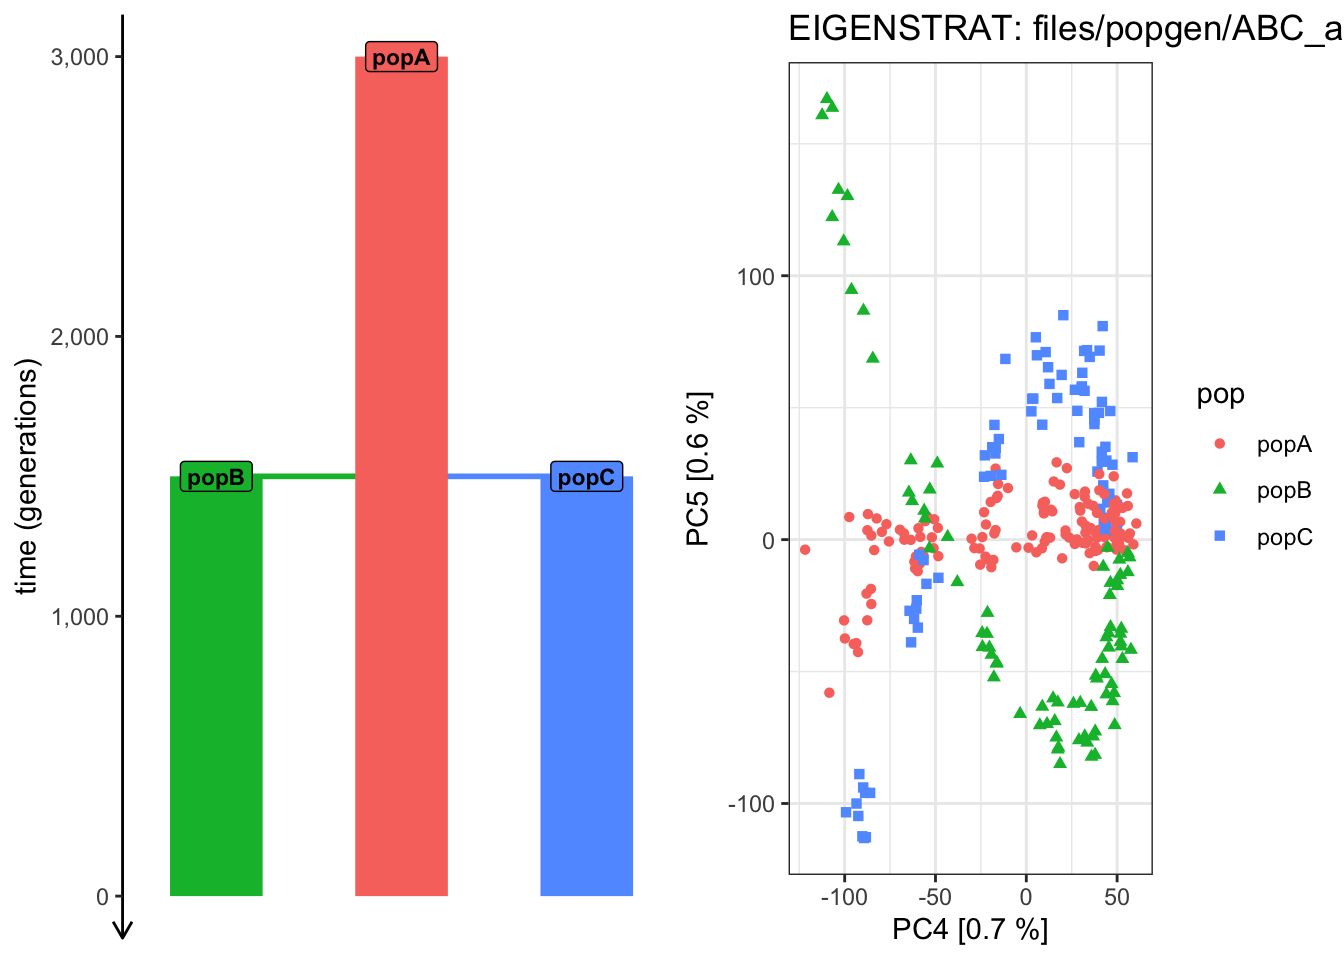 EIGENSTRAT: files/popgen/ABC_a
3,000
2,000
1,000
0
time (generations)
popA
popB
popC
100
0
-100
PC5 [0.6 %]
-100
-50
0
50
PC4 [0.7 %]
pop
popA
popB
popC